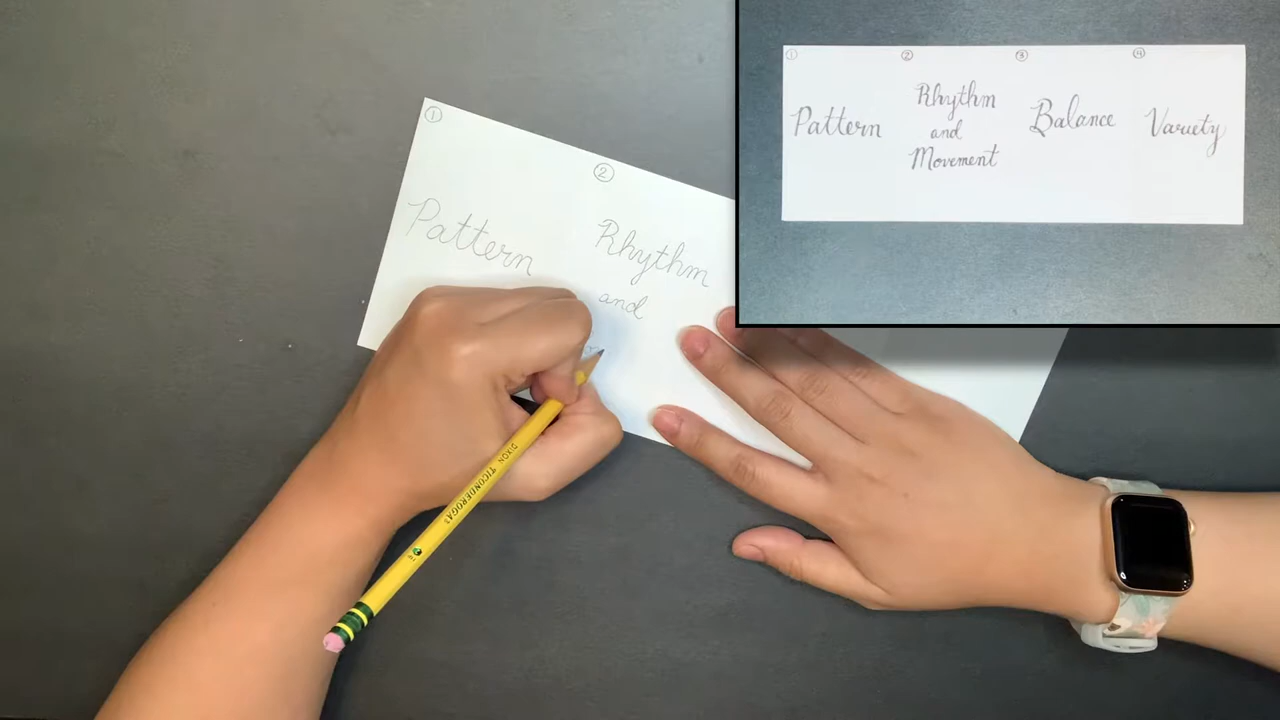 ①
Pattern
②
Rhythm
and
DIXON TICONDEROGA®
①
Pattern
②
Rhythm
and
Movement
③
Balance
④
Variety